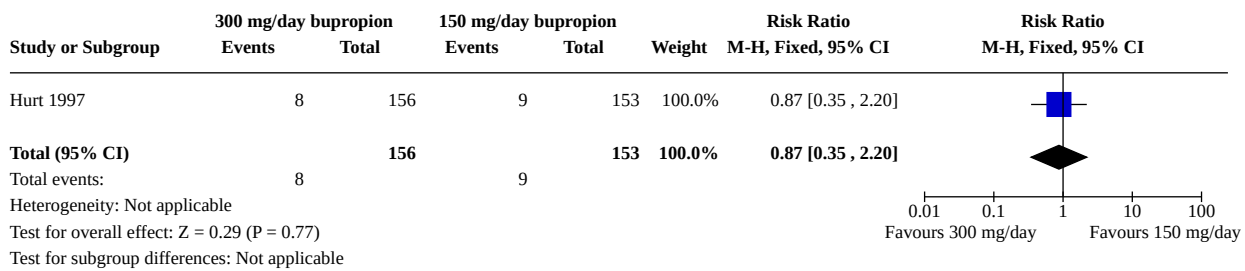 300 mg/day bupropion 150 mg/day bupropion Risk Ratio Risk Ratio
Study or Subgroup Events Total Events Total Weight M-H, Fixed, 95% CI M-H, Fixed, 95% CI
Hurt 1997 8 156 9 153 100.0% 0.87 [0.35 , 2.20]
Total (95% CI) 156 153 100.0% 0.87 [0.35 , 2.20]
Total events: 8 9
Heterogeneity: Not applicable
0.01 0.1 1 10 100
Test for overall effect: Z = 0.29 (P = 0.77) Favours 300 mg/day Favours 150 mg/day
Test for subgroup differences: Not applicable